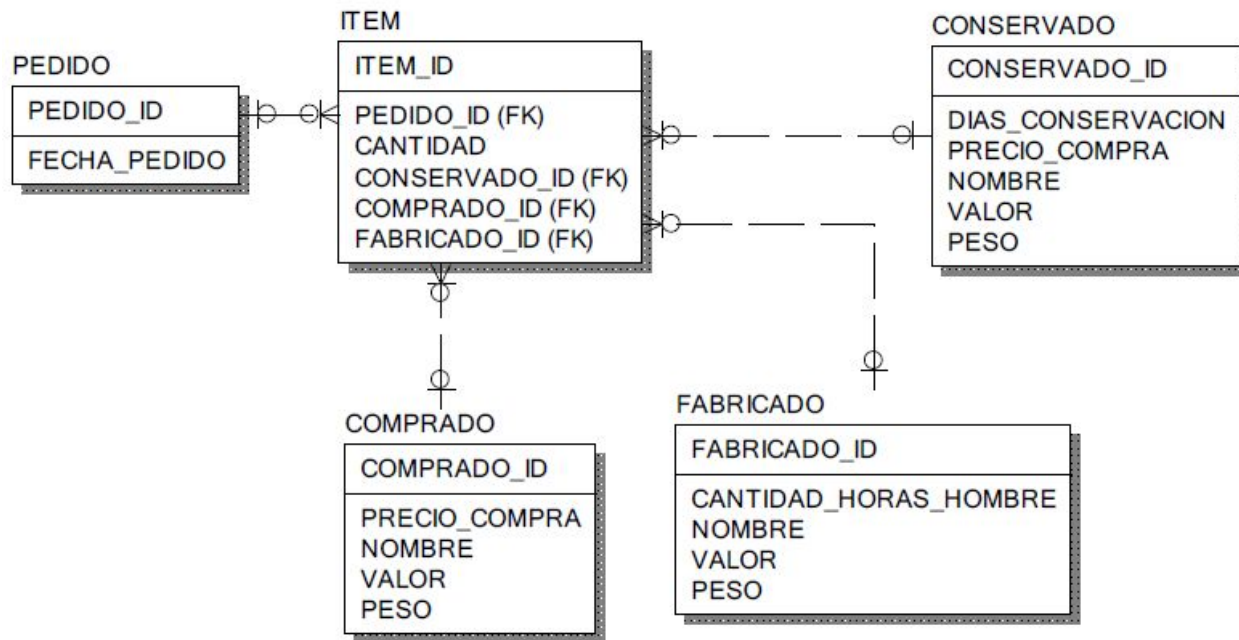 PEDIDO
PEDIDO_ID
FECHA_PEDIDO
ITEM
ITEM_ID
PEDIDO_ID (FK)
CANTIDAD
CONSERVADO_ID (FK)
COMPRADO_ID (FK)
FABRICADO_ID (FK)
CONSERVADO
CONSERVADO_ID
DIAS_CONSERVACION
PRECIO_COMPRA
NOMBRE
VALOR
PESO
COMPRADO
COMPRADO_ID
PRECIO_COMPRA
NOMBRE
VALOR
PESO
FABRICADO
FABRICADO_ID
CANTIDAD_HORAS_HOMBRE
NOMBRE
VALOR
PESO